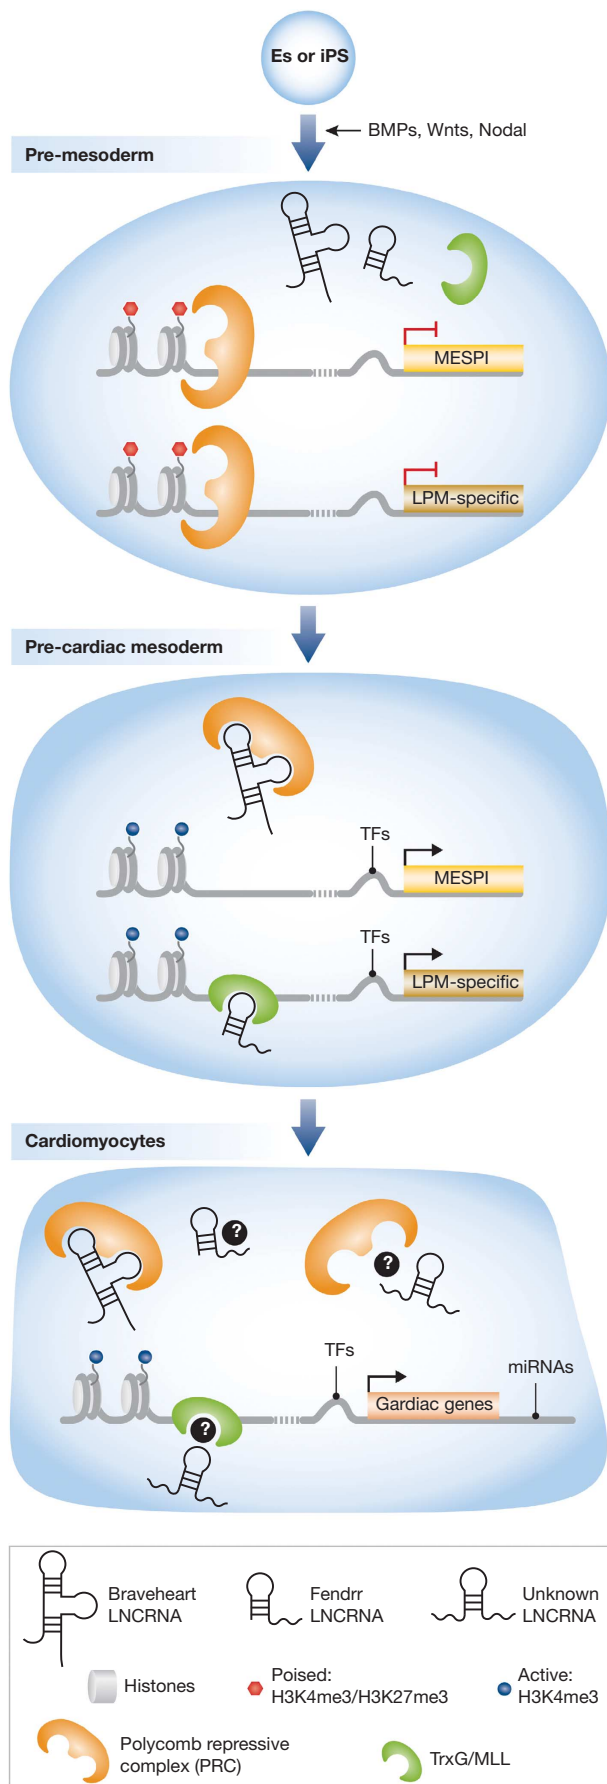 Es or iPS
BMPs, Wnts, Nodal
Pre-mesoderm
MESPI
LPM-specific
Pre-cardiac mesoderm
TFs
MESPI
TFs
LPM-specific
Cardiomyocytes
?
?
TFs
miRNAs
Gardiac genes
?
Braveheart
LNCRNA
Fendrr
LNCRNA
Unknown
LNCRNA
Histones
Poised:
H3K4me3/H3K27me3
Active:
H3K4me3
Polycomb repressive
complex (PRC)
TrxG/MLL